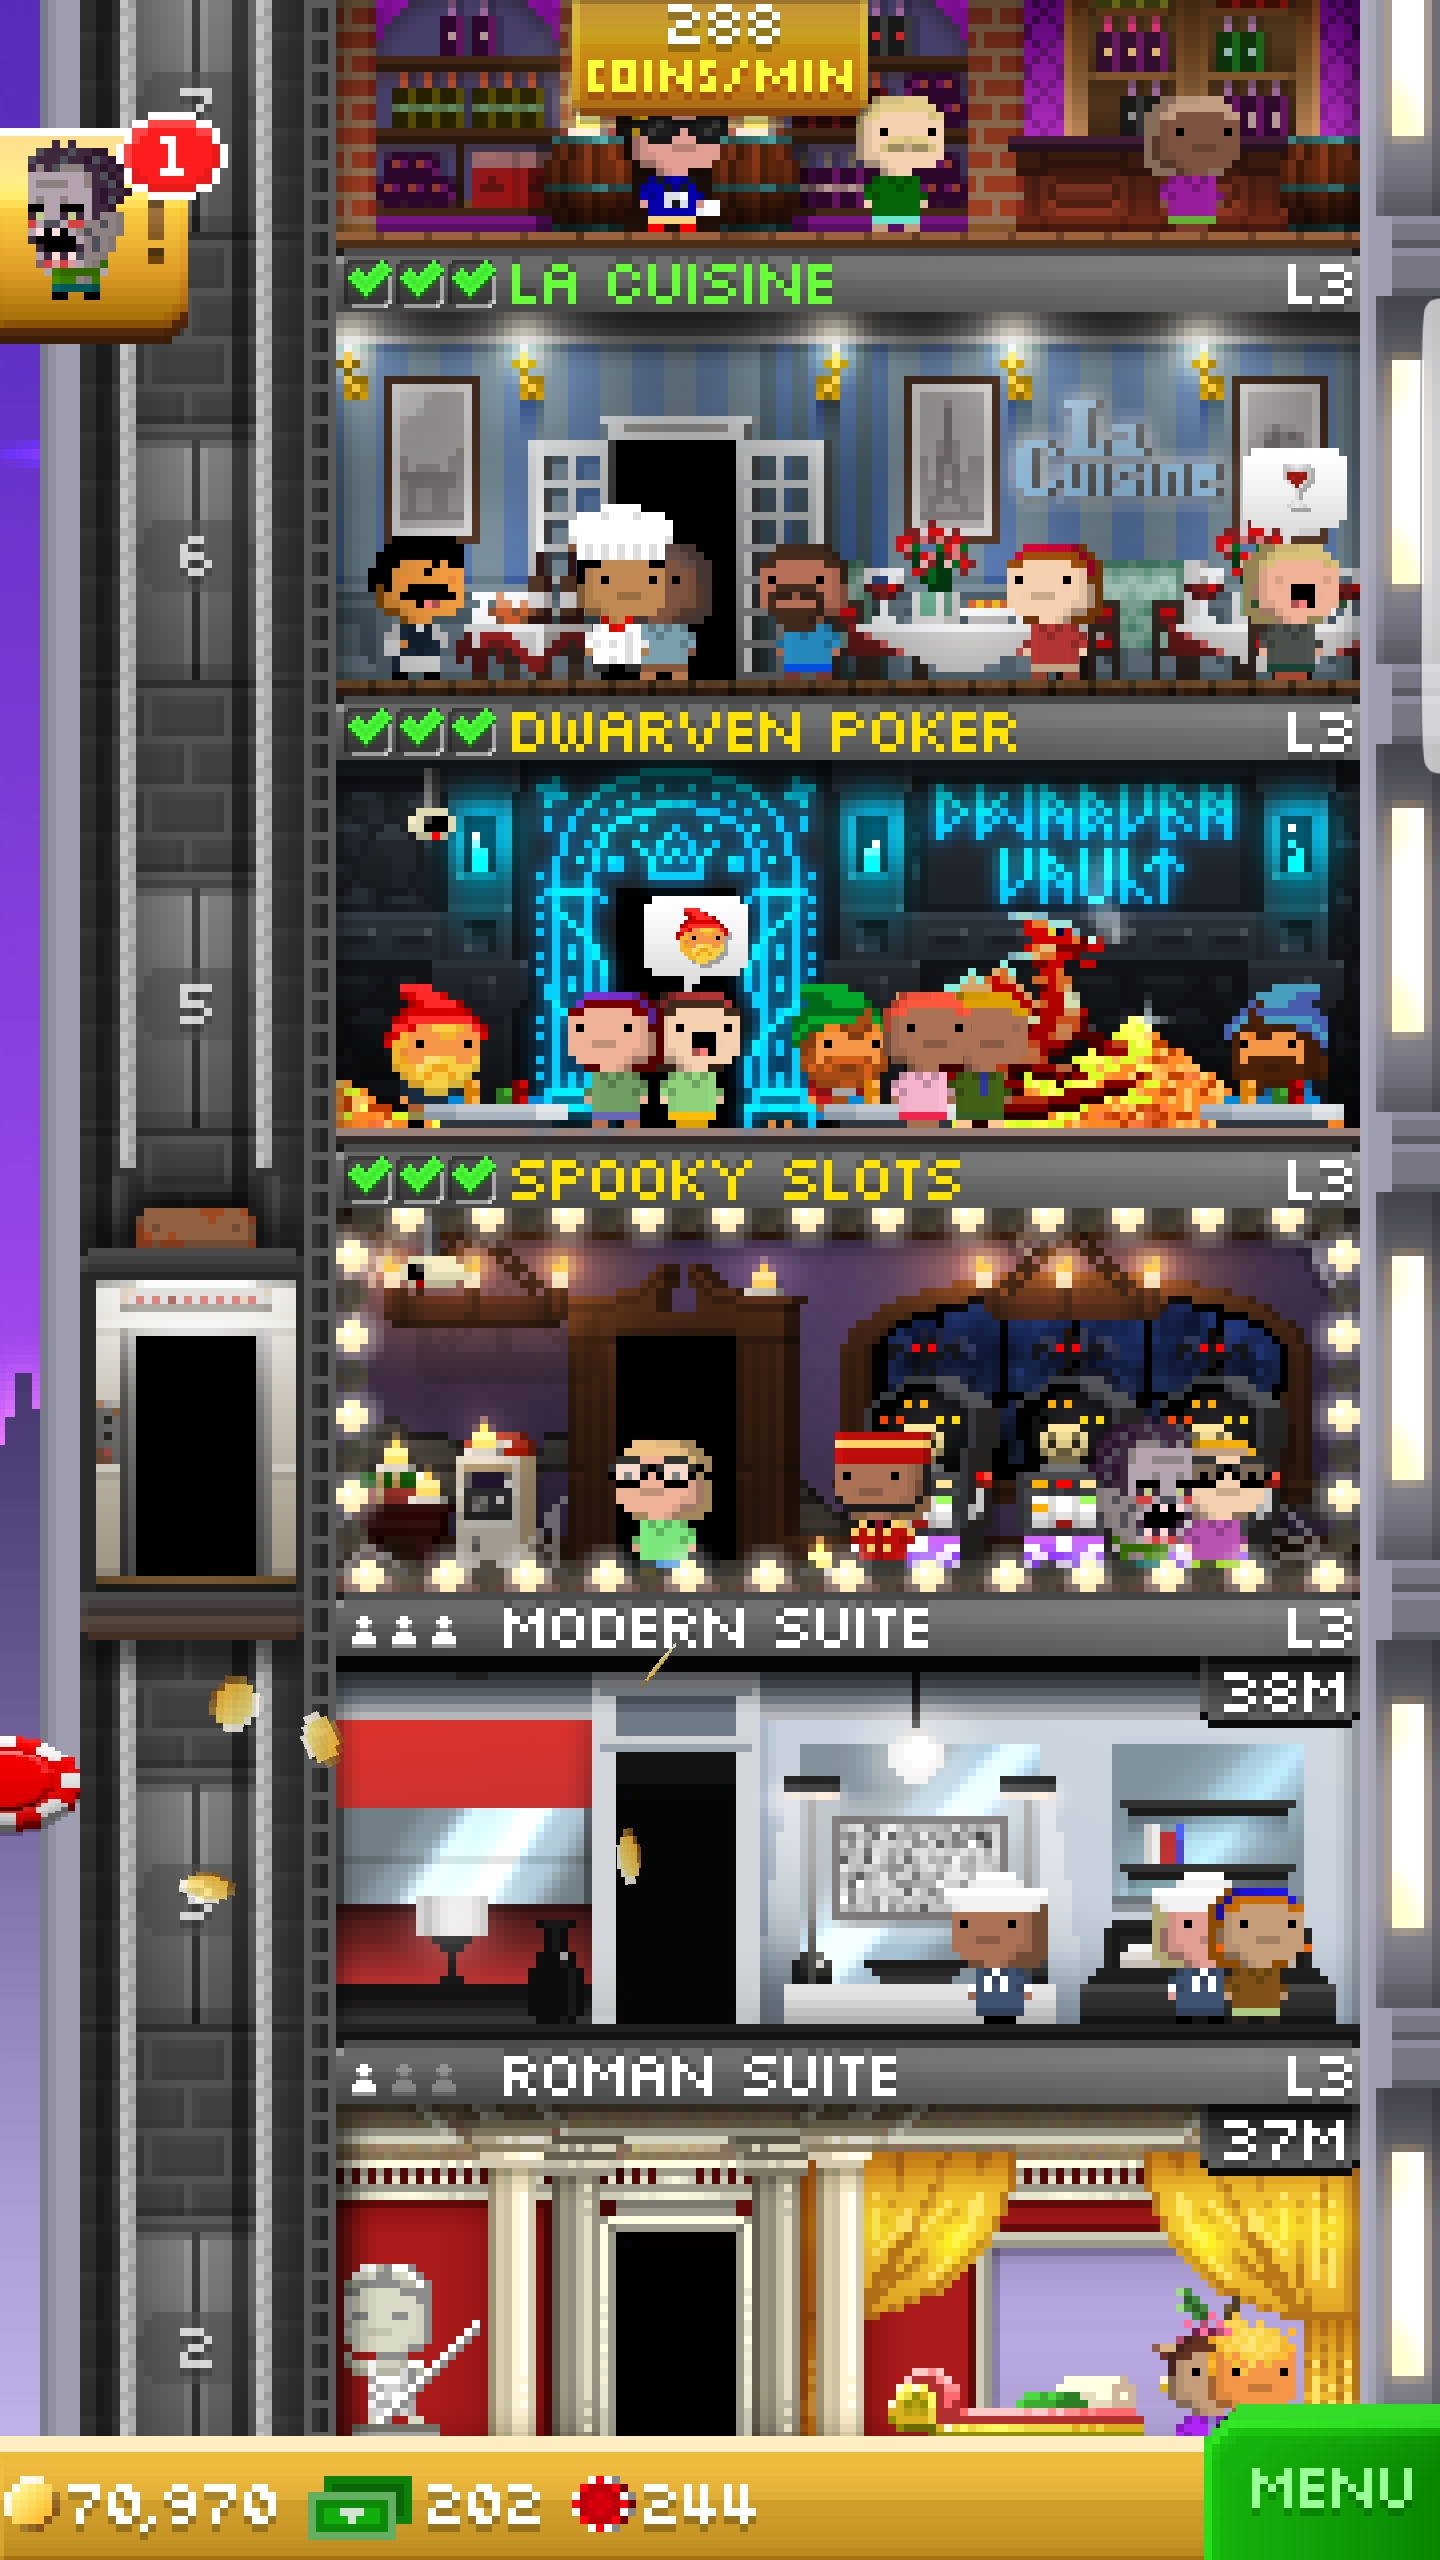 288
COINS/MIN
7
1
!
LA CUISINE L3
La
Cuisine
6
DWARVEN POKER L3
DWARVEN
VAULT
5
SPOOKY SLOTS L3
MODERN SUITE L3
38M
3
ROMAN SUITE L3
37M
2
70,970 202 244
MENU